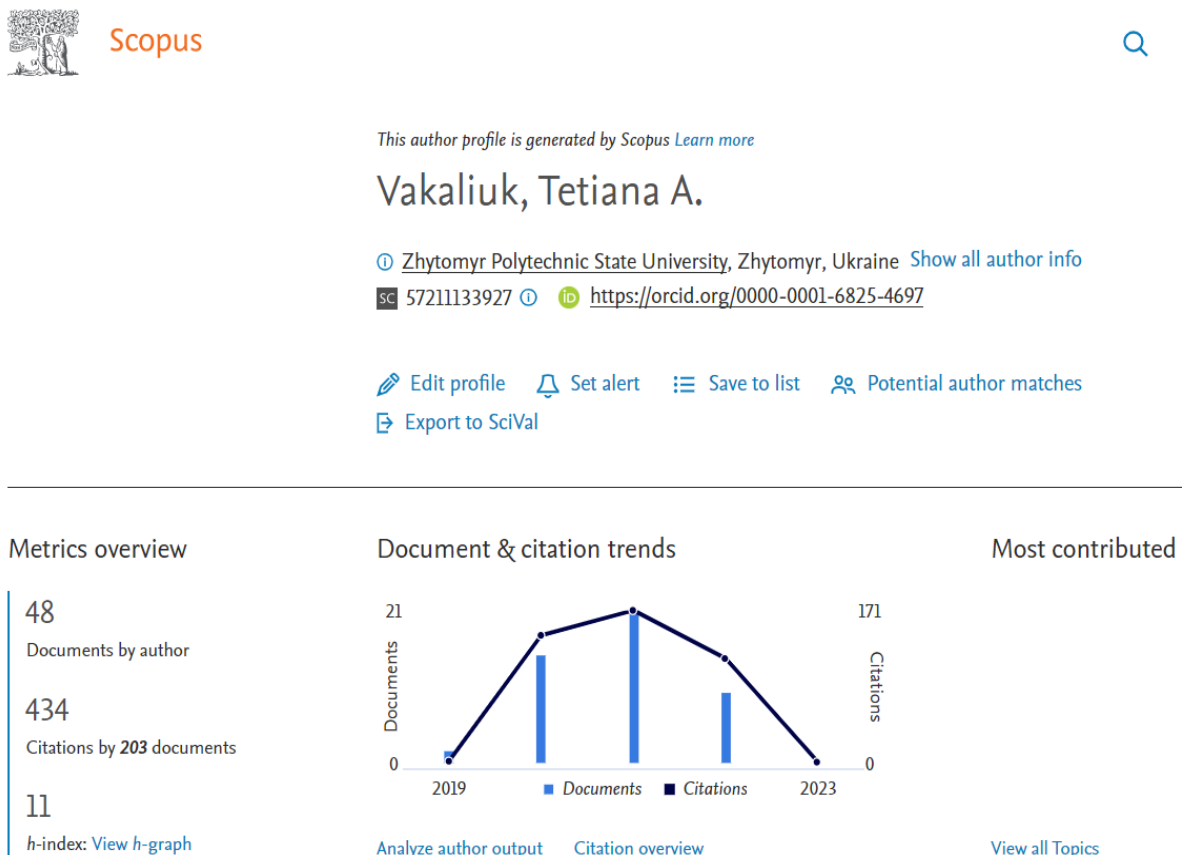 Scopus
This author profile is generated by Scopus Learn more
Vakaliuk, Tetiana A.
Zhytomyr Polytechnic State University, Zhytomyr, Ukraine Show all author info
SC 57211133927 iD https://orcid.org/0000-0001-6825-4697
Edit profile Set alert Save to list Potential author matches
Export to SciVal
Metrics overview
48
Documents by author
434
Citations by 203 documents
11
h-index: View h-graph
Document & citation trends
21
Documents
0
171
Citations
0
2019
Documents Citations
2023
Analyze author output Citation overview
Most contributed
View all Topics